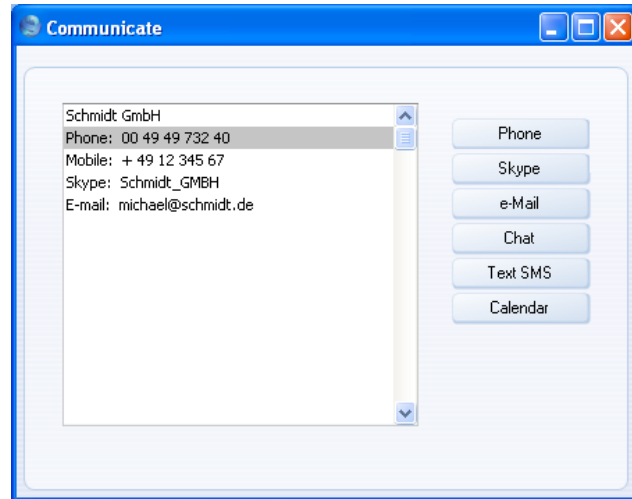 Communicate
Schmidt GmbH
Phone: 00 49 49 732 40
Mobile: + 49 12 345 67
Skype: Schmidt_GMBH
E-mail: michael@schmidt.de
Phone
Skype
e-Mail
Chat
Text SMS
Calendar